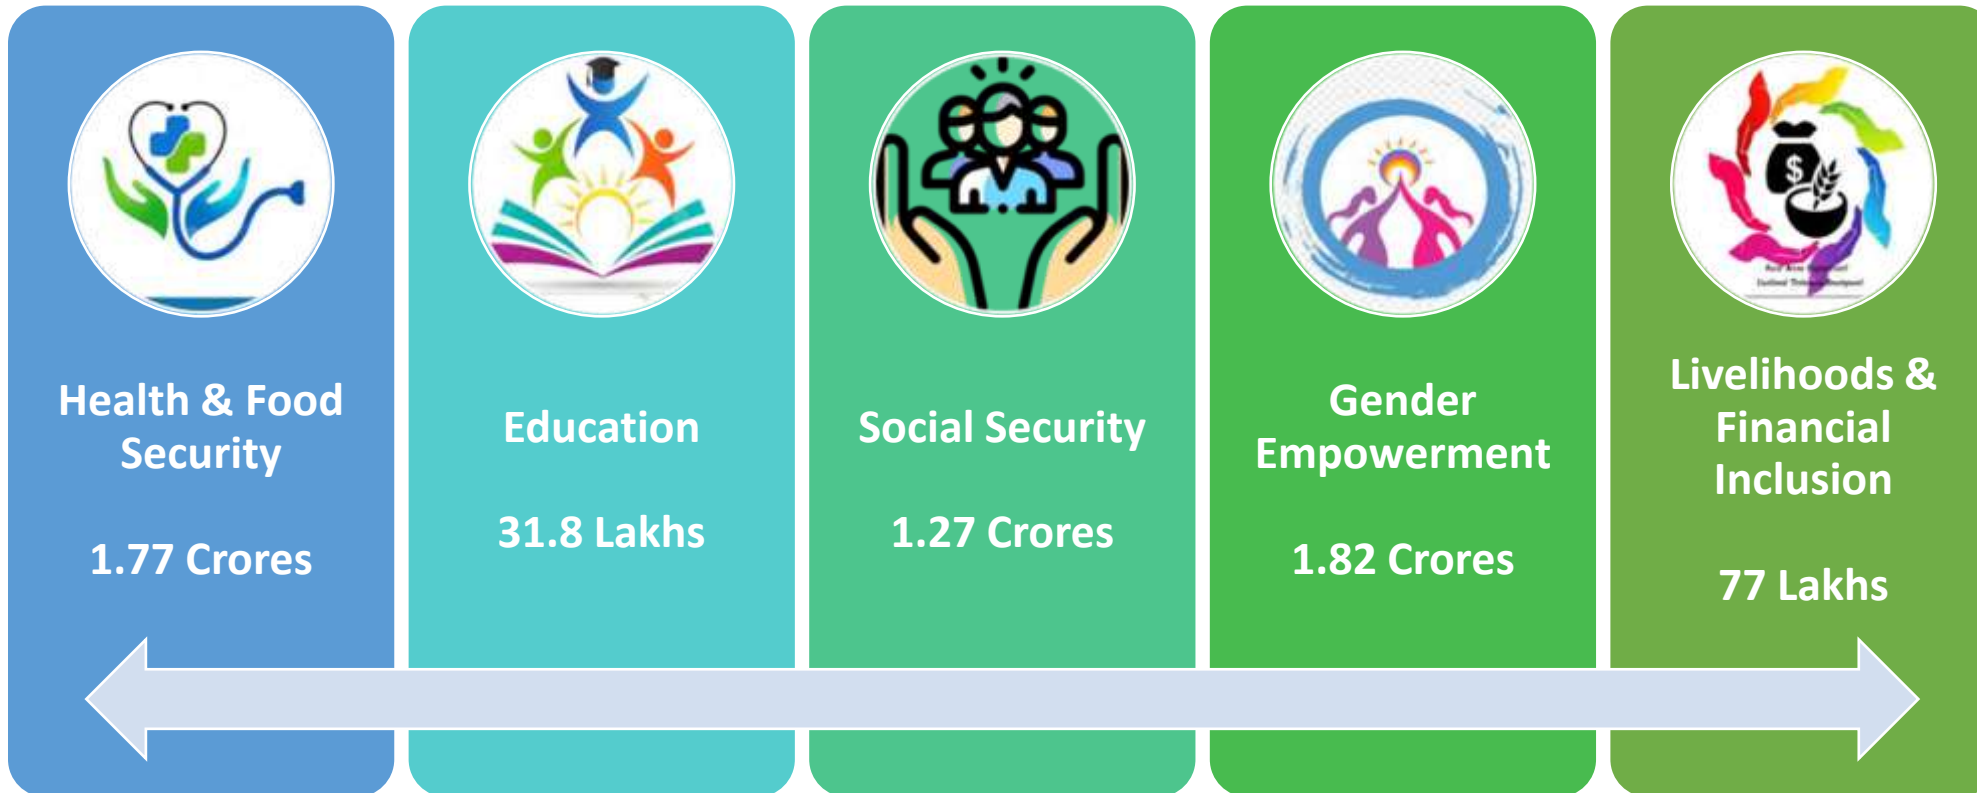 Health & Food
Security
1.77 Crores
Education
31.8 Lakhs
Social Security
1.27 Crores
Gender
Empowerment
1.82 Crores
$
Livelihoods &
Financial
Inclusion
77 Lakhs